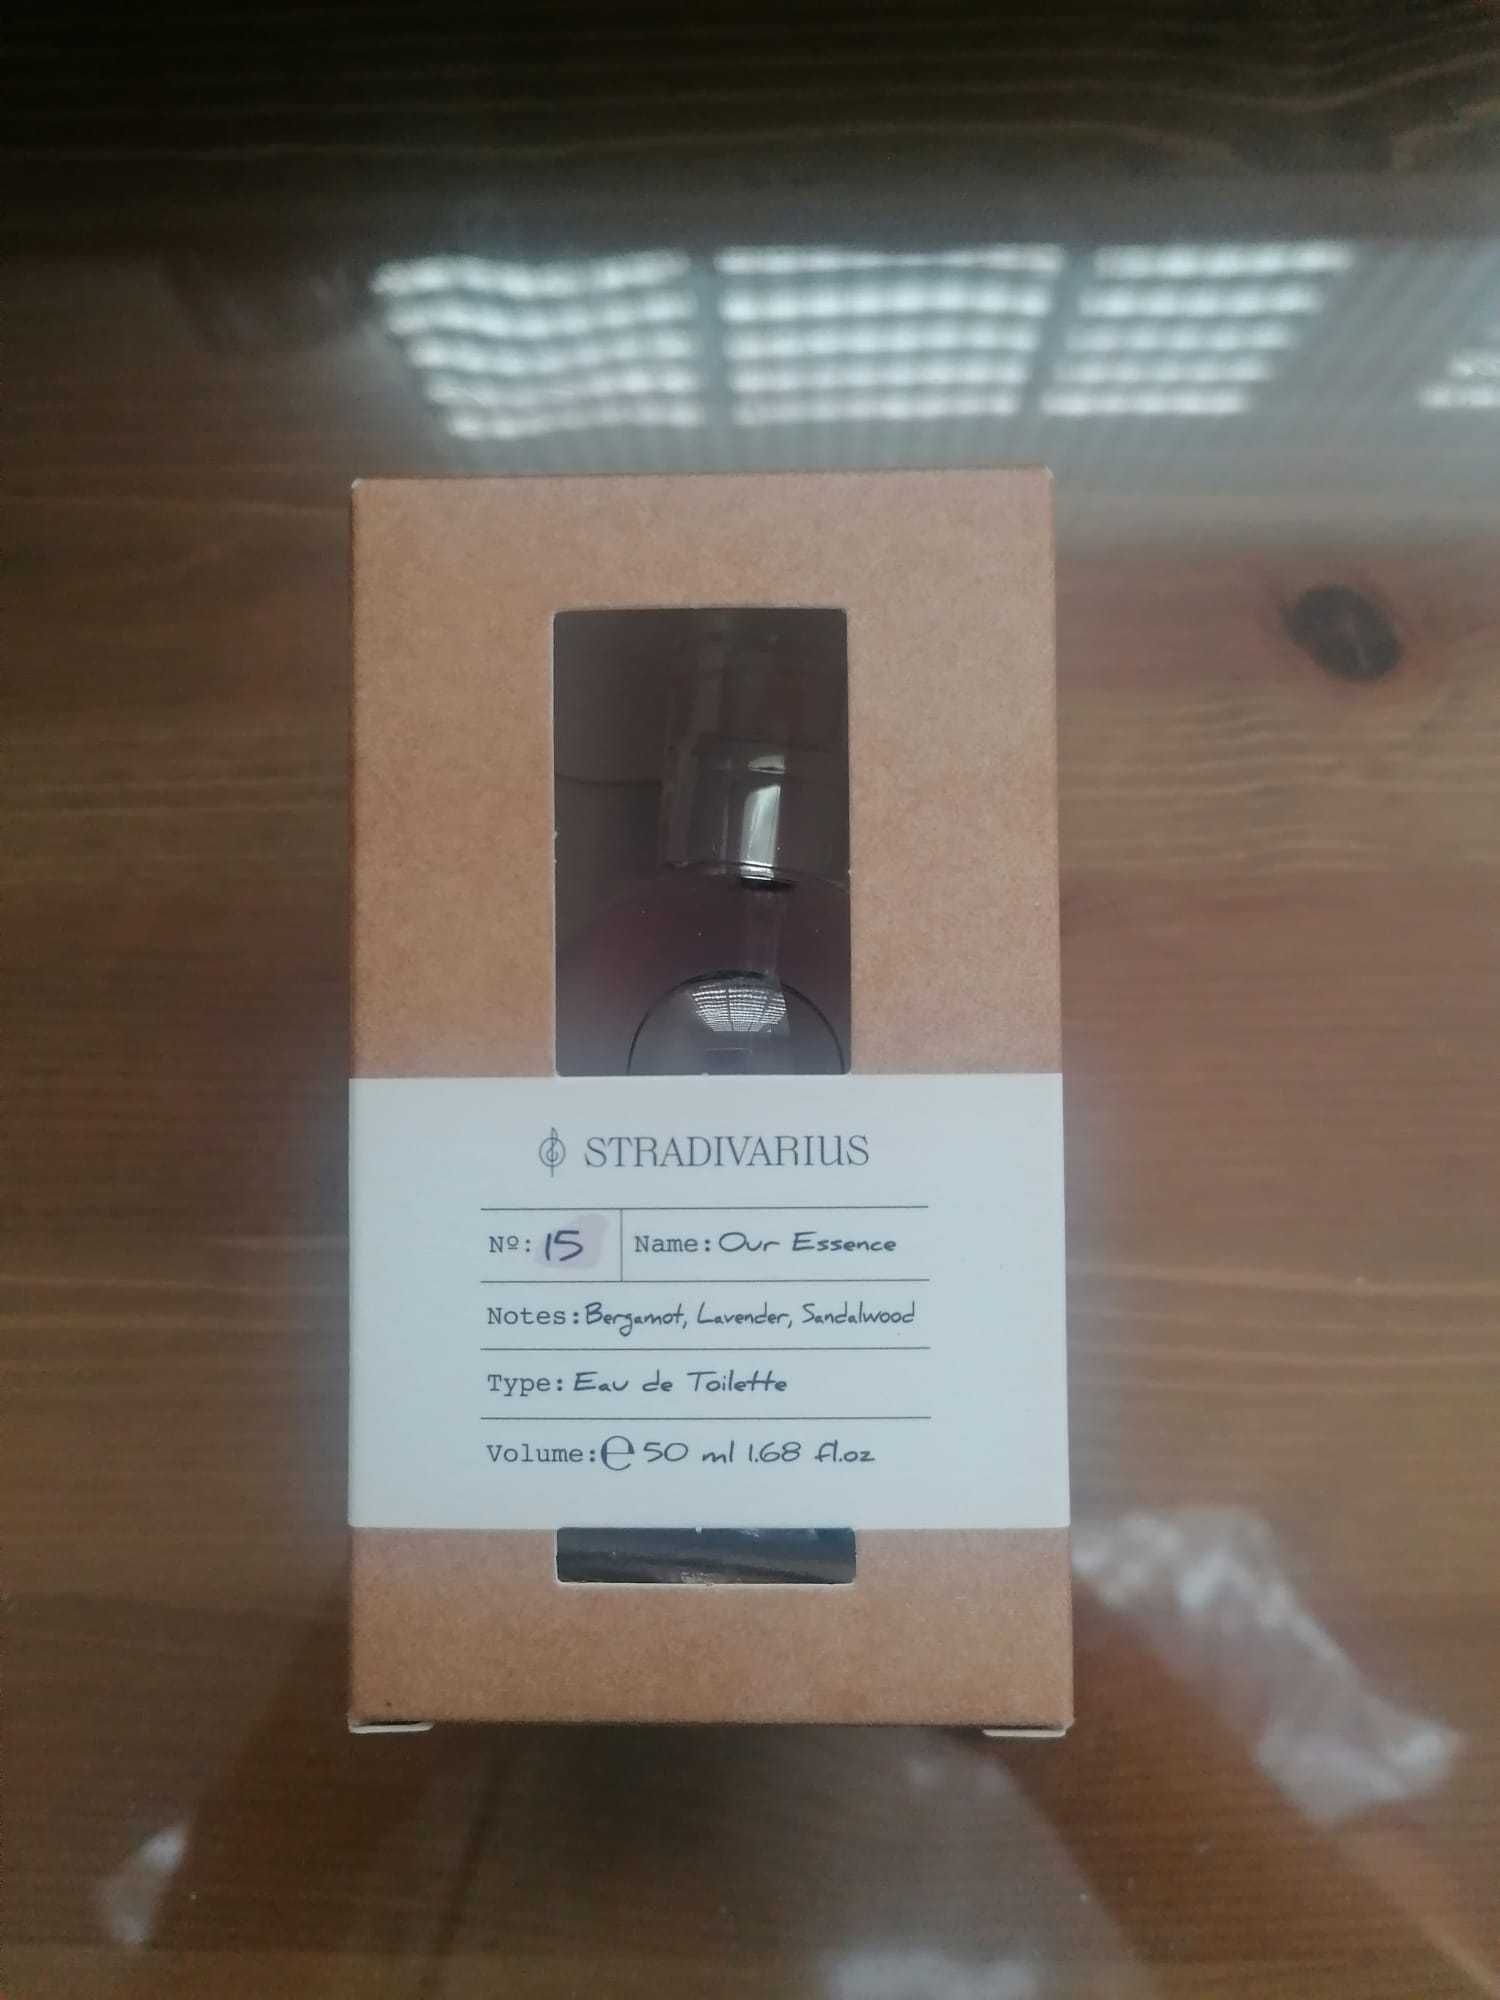 STRADIVARIUS
Nº: 15 Name: Our Essence
Notes: Bergamot, Lavender, Sandalwood
Type: Eau de Toilette
Volume: ℮ 50 ml 1.68 fl.oz